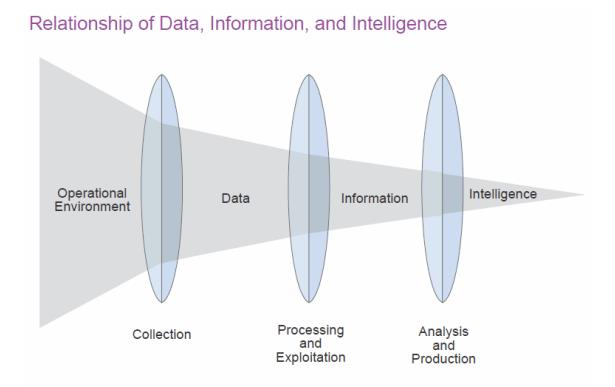 Relationship of Data, Information, and Intelligence
Operational
Environment
Data
Information
Intelligence
Collection
Processing
and
Exploitation
Analysis
and
Production